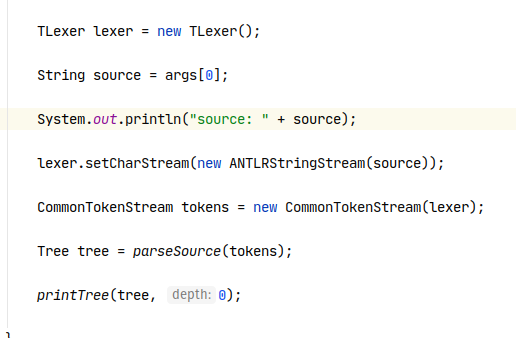 TLexer lexer = new TLexer();
String source = args[0];
System.out.println("source: " + source);
lexer.setCharStream(new ANTLRStringStream(source));
CommonTokenStream tokens = new CommonTokenStream(lexer);
Tree tree = parseSource(tokens);
printTree(tree, depth: 0);
}